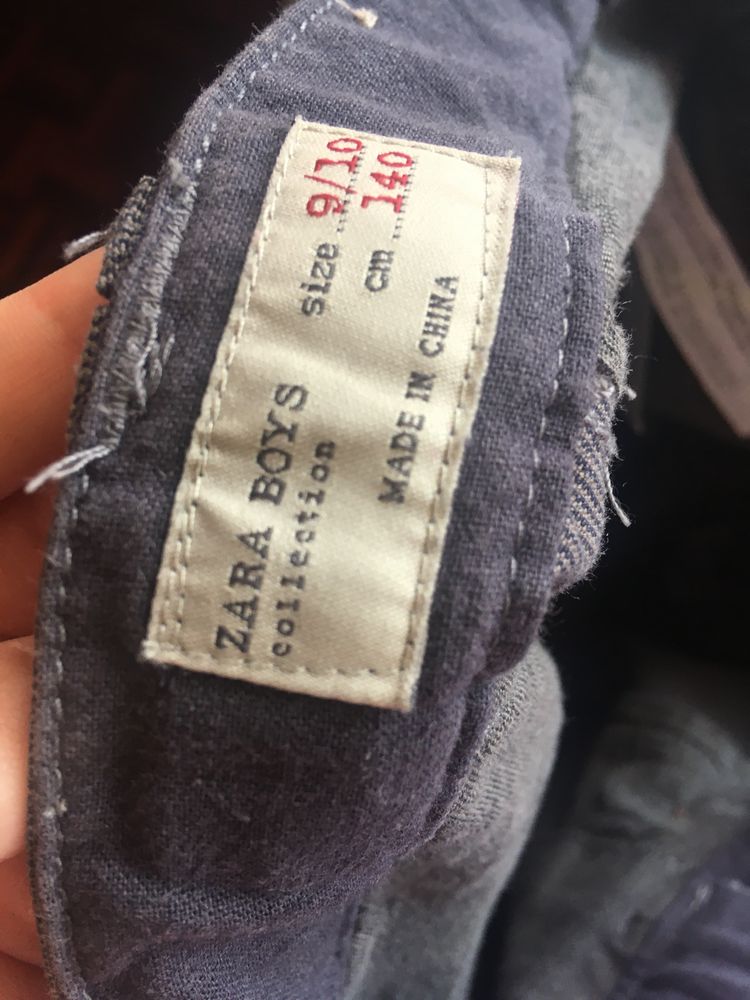 ZARA BOYS
collection
size 9/10
cm 140
MADE IN CHINA